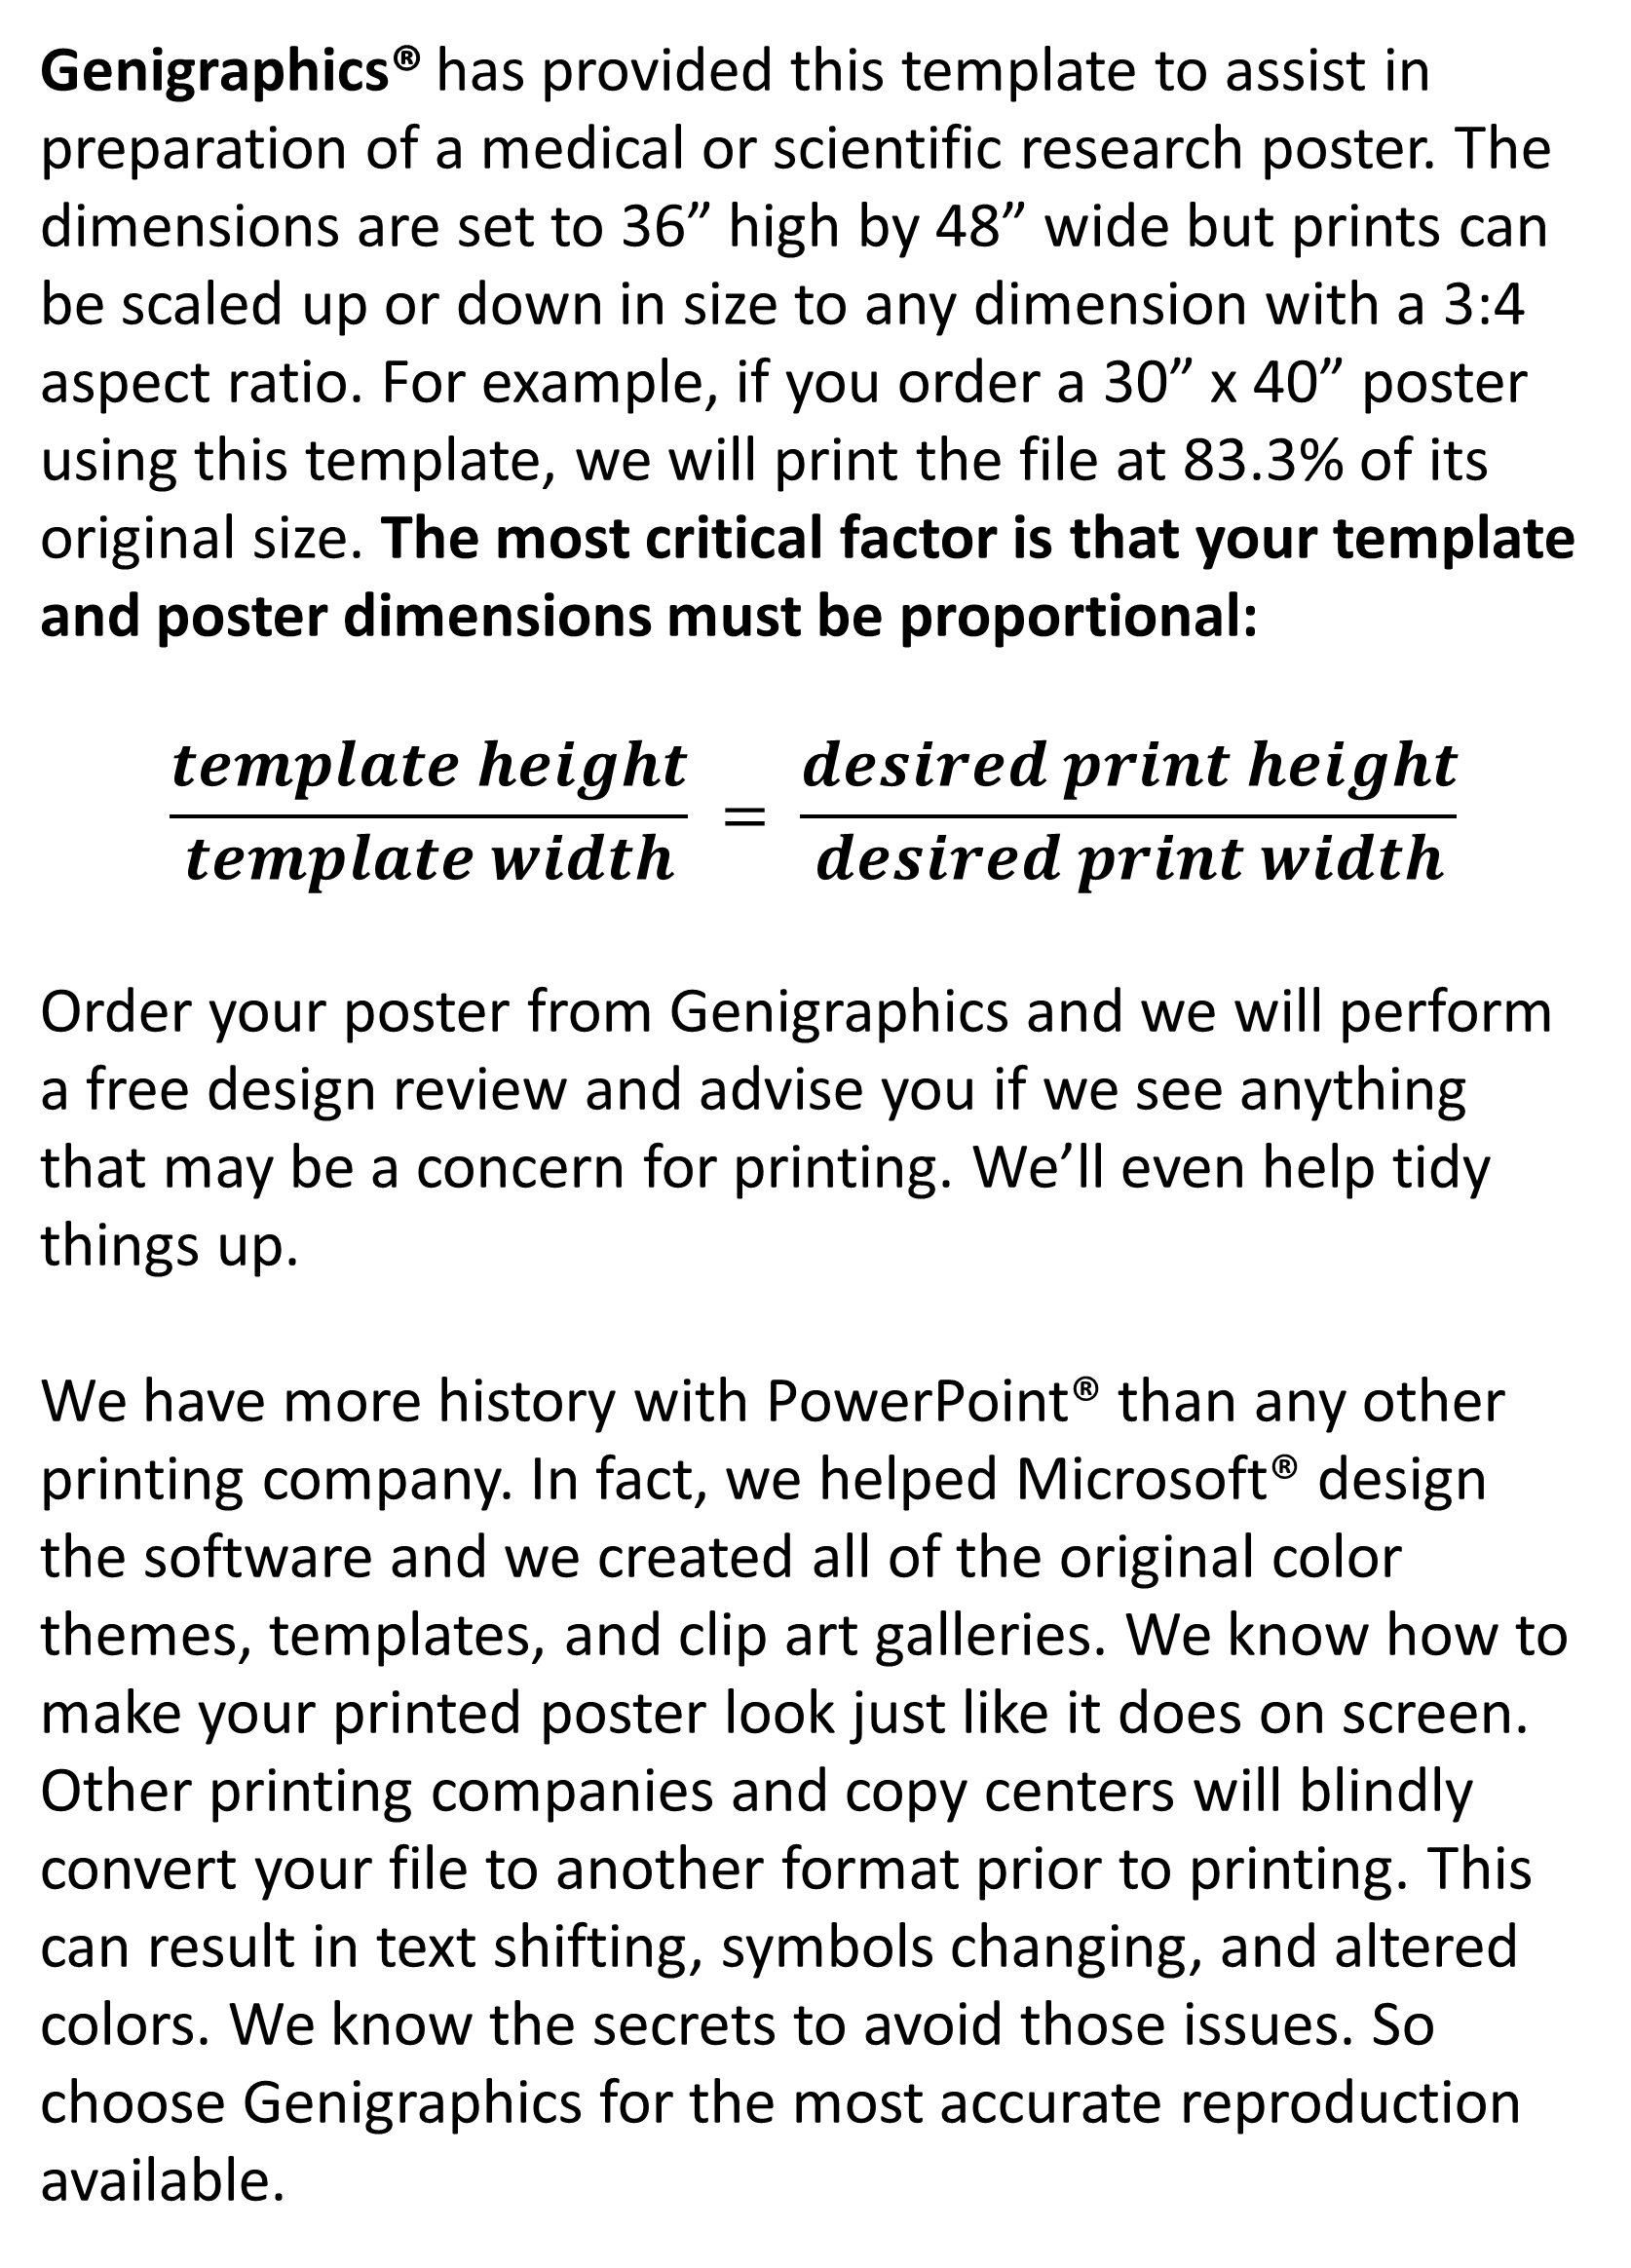 Genigraphics® has provided this template to assist in
preparation of a medical or scientific research poster. The
dimensions are set to 36” high by 48” wide but prints can
be scaled up or down in size to any dimension with a 3:4
aspect ratio. For example, if you order a 30” x 40” poster
using this template, we will print the file at 83.3% of its
original size. The most critical factor is that your template
and poster dimensions must be proportional:
template height / template width = desired print height / desired print width
Order your poster from Genigraphics and we will perform
a free design review and advise you if we see anything
that may be a concern for printing. We’ll even help tidy
things up.
We have more history with PowerPoint® than any other
printing company. In fact, we helped Microsoft® design
the software and we created all of the original color
themes, templates, and clip art galleries. We know how to
make your printed poster look just like it does on screen.
Other printing companies and copy centers will blindly
convert your file to another format prior to printing. This
can result in text shifting, symbols changing, and altered
colors. We know the secrets to avoid those issues. So
choose Genigraphics for the most accurate reproduction
available.